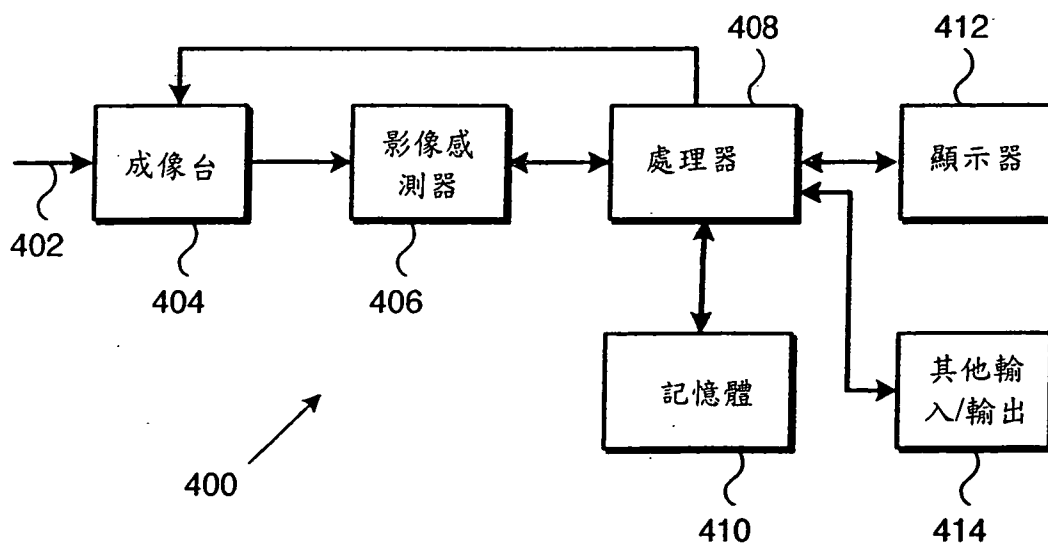 408
412
成像台
影像感
測器
處理器
顯示器
402
404
406
記憶體
其他輸
入/輸出
400
410
414